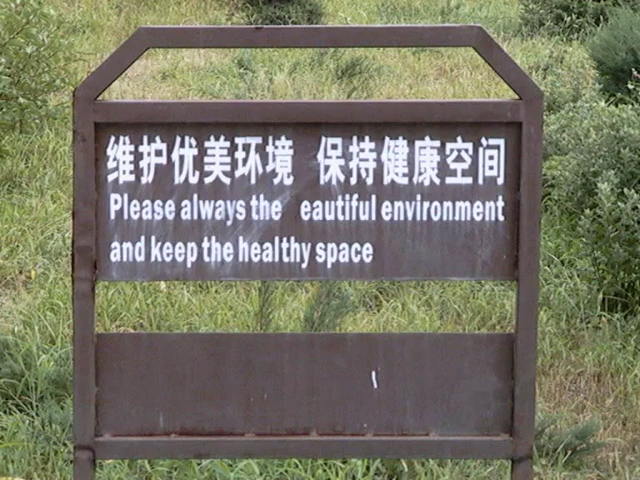 维护优美环境 保持健康空间
Please always the eautiful environment
and keep the healthy space